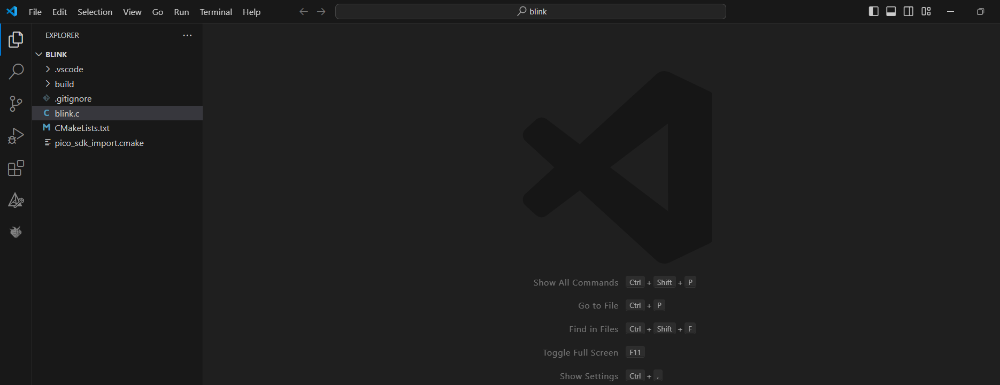 File Edit Selection View Go Run Terminal Help
blink
EXPLORER
BLINK
.vscode
build
.gitignore
C blink.c
M CMakeLists.txt
pico_sdk_import.cmake
Show All Commands Ctrl + Shift + P
Go to File Ctrl + P
Find in Files Ctrl + Shift + F
Toggle Full Screen F11
Show Settings Ctrl + ,